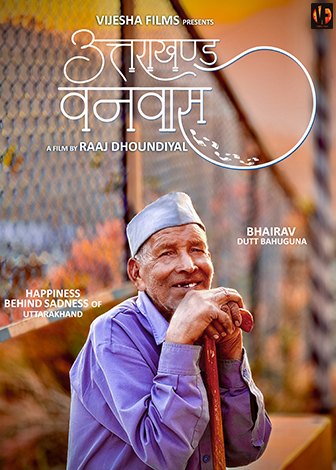 VIJESHA FILMS PRESENTS
उत्तराखण्ड
वनवास
A FILM BY RAAJ DHOUNDIYAL
BHAIRAV
DUTT BAHUGUNA
HAPPINESS
BEHIND SADNESS OF
UTTARAKHAND